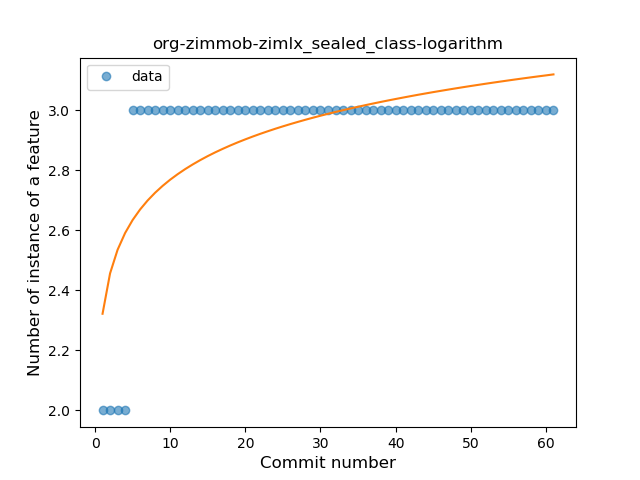 org-zimmob-zimlx_sealed_class-logarithm
data
Number of instance of a feature
3.0
2.8
2.6
2.4
2.2
2.0
0 10 20 30 40 50 60
Commit number